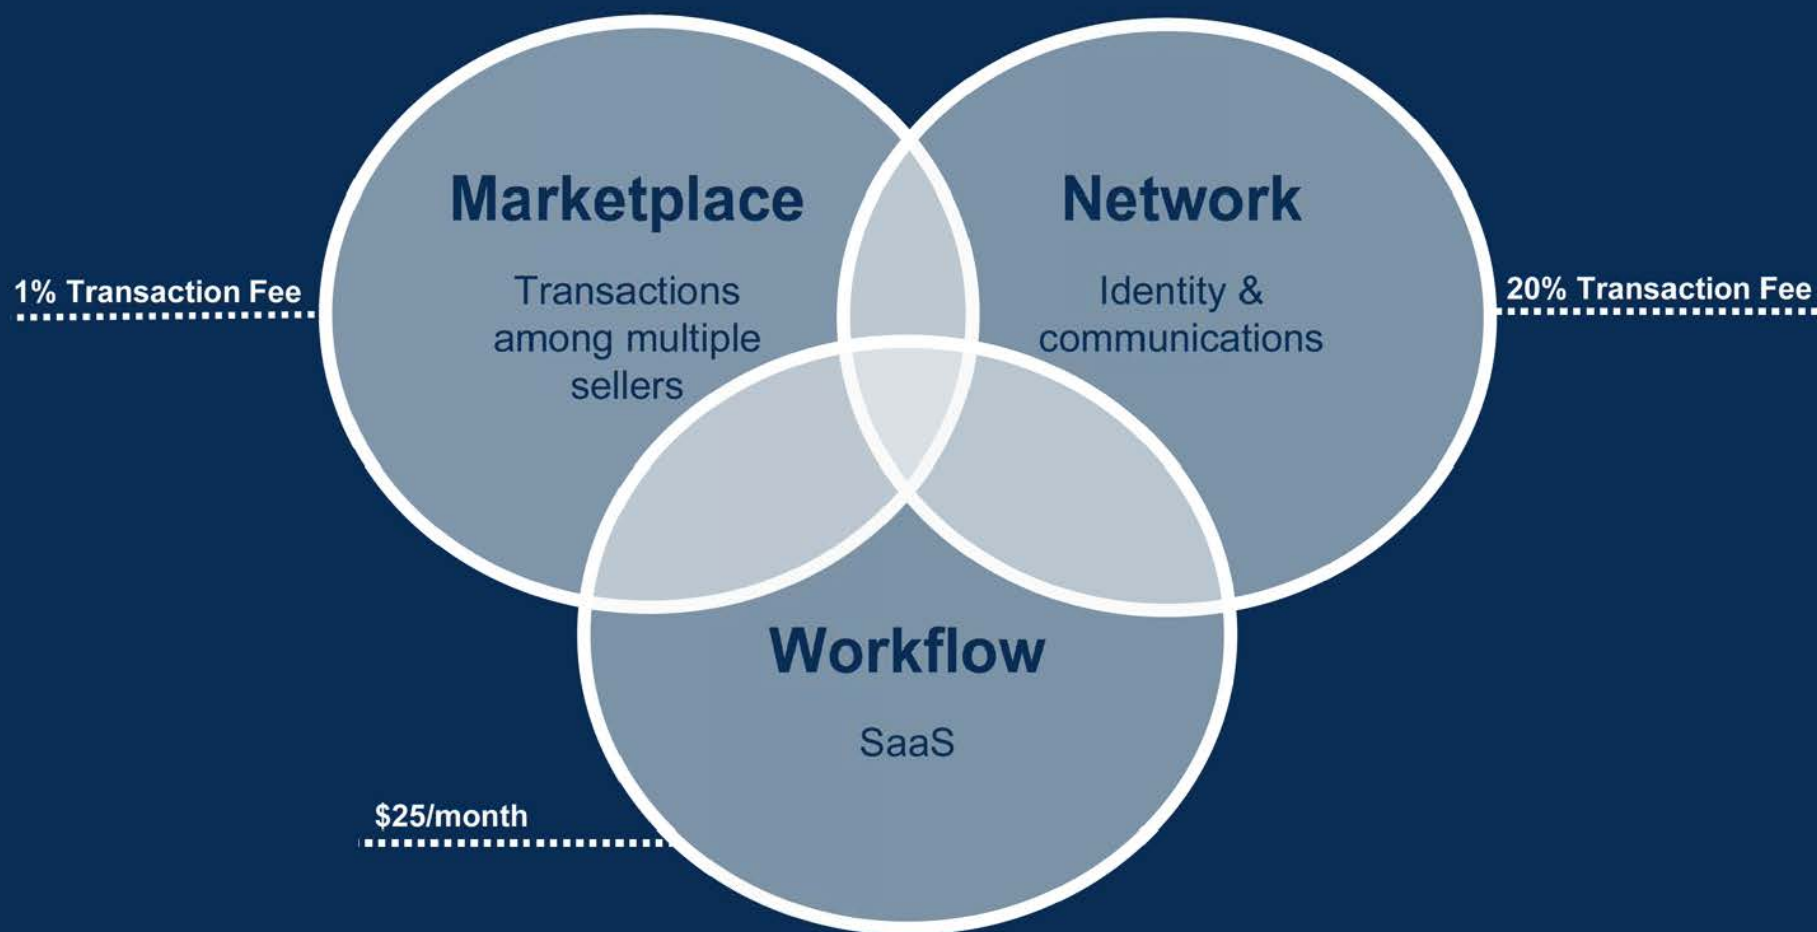 Marketplace
Transactions
among multiple
sellers
Network
Identity &
communications
1% Transaction Fee
20% Transaction Fee
Workflow
SaaS
$25/month